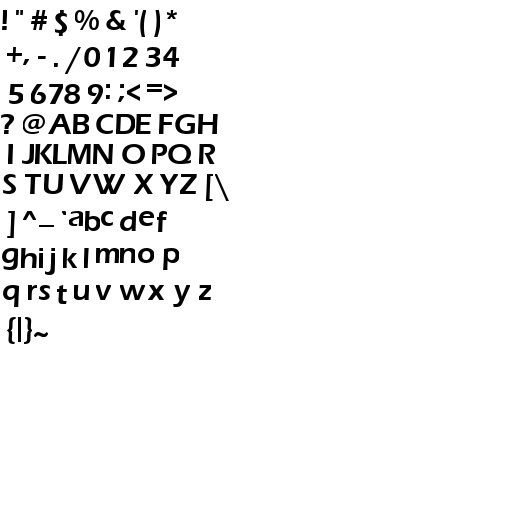 ! " # $ % & '( ) *
+, - . / 0 1 2 3 4
5 6 7 8 9 : ; < = >
? @ A B C D E F G H
I J K L M N O P Q R
S T U V W X Y Z [ \
] ^ _ ` a b c d e f
g h i j k l m n o p
q r s t u v w x y z
{ | } ~